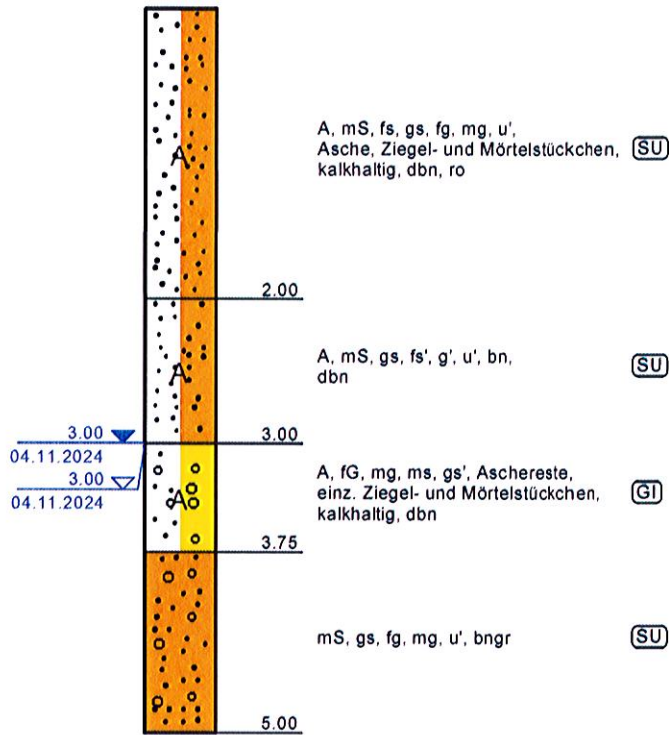 A, mS, fs, gs, fg, mg, u',
Asche, Ziegel- und Mörtelstückchen,
kalkhaltig, dbn, ro
SU
A
2.00
A, mS, gs, fs', g', u', bn,
dbn
SU
A
3.00
3.00
04.11.2024
3.00
04.11.2024
A, fG, mg, ms, gs', Aschereste,
einz. Ziegel- und Mörtelstückchen,
kalkhaltig, dbn
GI
A
3.75
mS, gs, fg, mg, u', bngr
SU
5.00